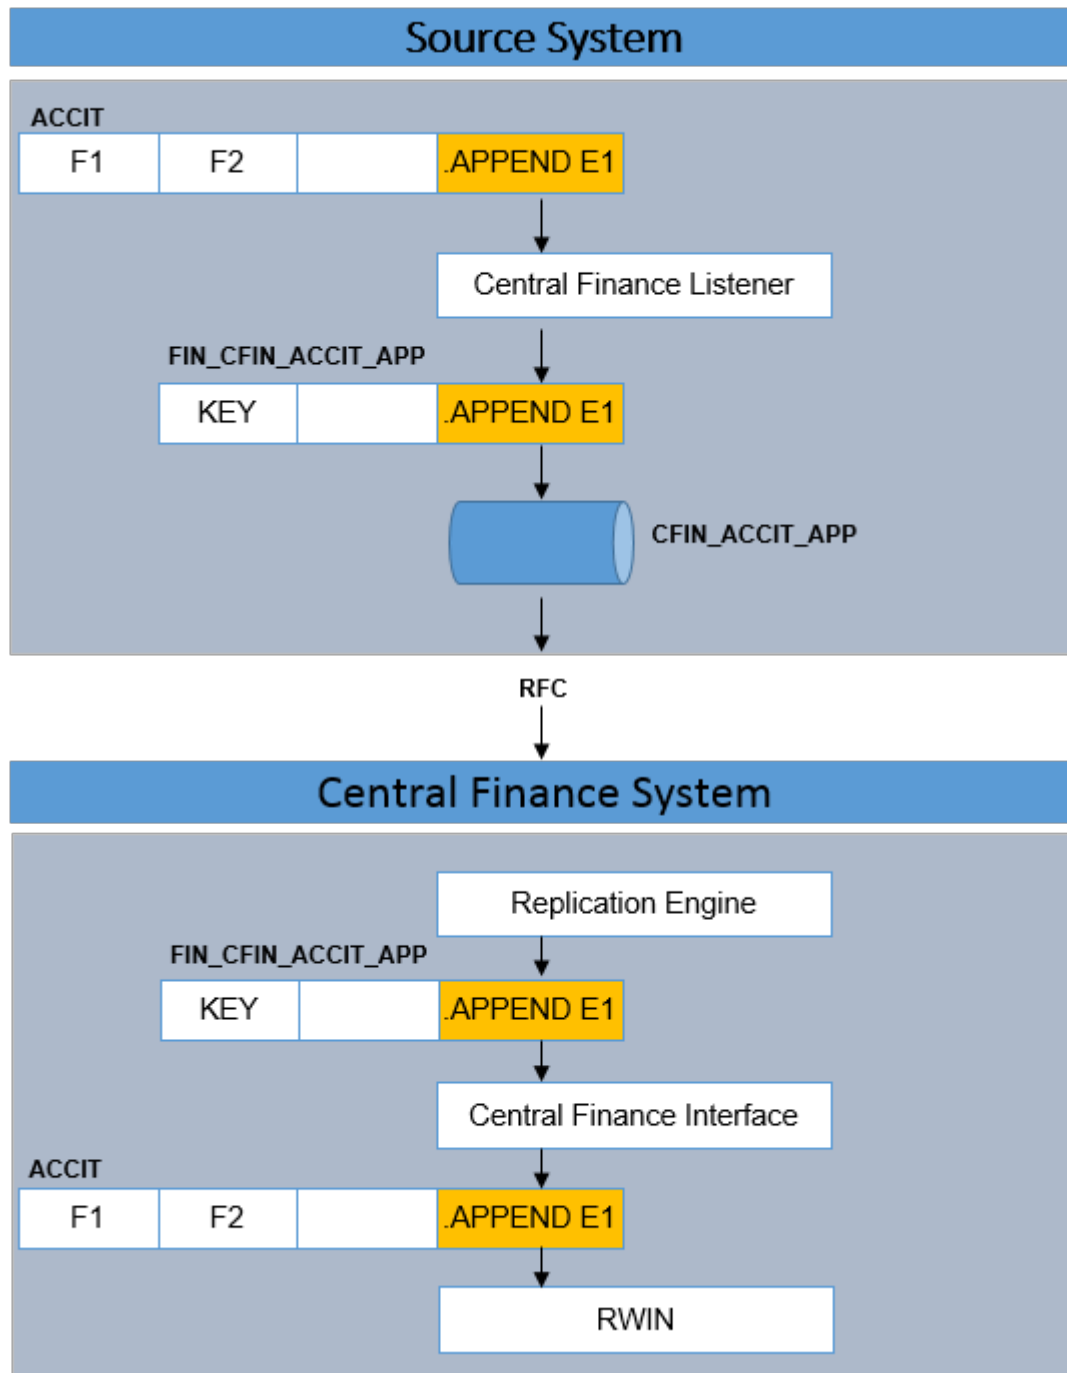 Source System
ACCIT
F1 F2 .APPEND E1
Central Finance Listener
FIN_CFIN_ACCIT_APP
KEY .APPEND E1
CFIN_ACCIT_APP
RFC
Central Finance System
Replication Engine
FIN_CFIN_ACCIT_APP
KEY .APPEND E1
Central Finance Interface
ACCIT
F1 F2 .APPEND E1
RWIN